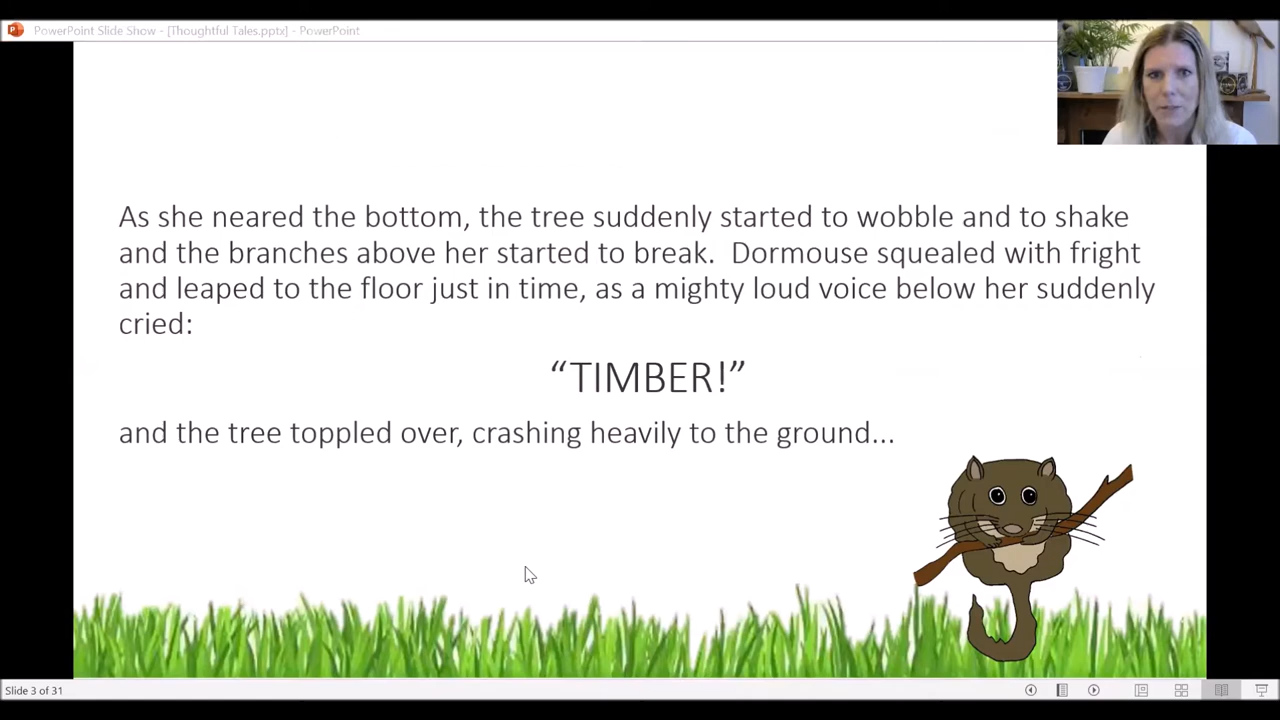 PowerPoint Slide Show - [Thoughtful Tales.pptx] - PowerPoint
As she neared the bottom, the tree suddenly started to wobble and to shake
and the branches above her started to break.  Dormouse squealed with fright
and leaped to the floor just in time, as a mighty loud voice below her suddenly
cried:
“TIMBER!”
and the tree toppled over, crashing heavily to the ground...
Slide 3 of 31